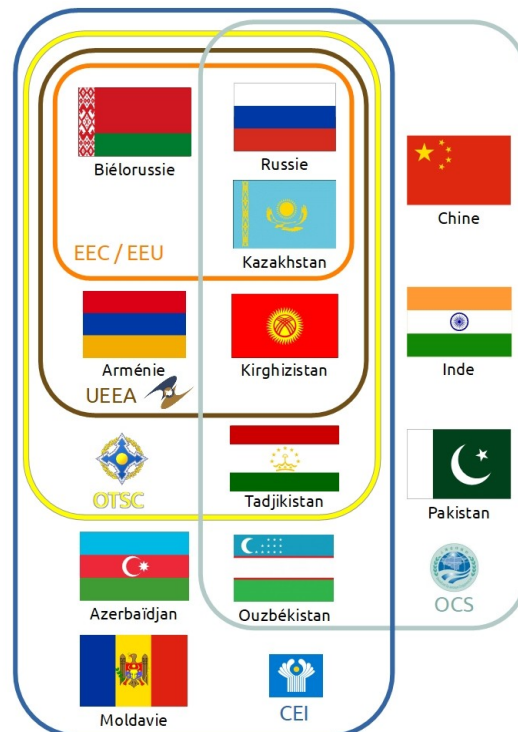 Biélorussie
Russie
Chine
EEC / EEU
Kazakhstan
Arménie
Kirghizistan
Inde
UEEA
OTSC
Tadjikistan
Pakistan
Azerbaïdjan
Ouzbékistan
OCS
Moldavie
CEI